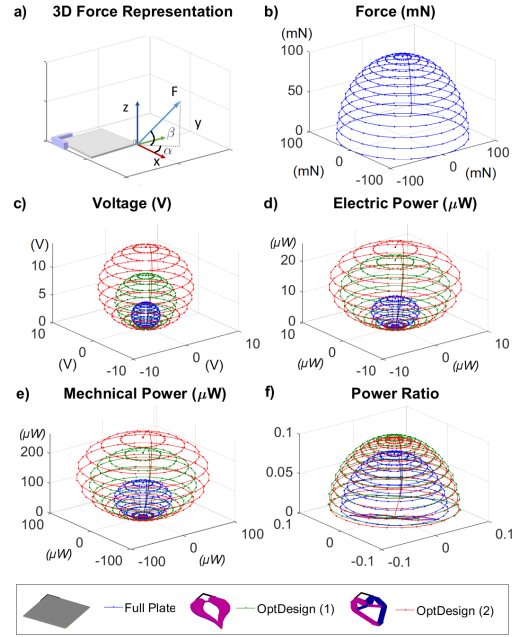 a) 3D Force Representation
z
F
β
y
α
x
b) Force (mN)
(mN)
100
50
0
100
0
-100
-100
0
100
(mN)
(mN)
c) Voltage (V)
(V)
10
5
0
10
0
-10
-10
0
10
(V)
(V)
d) Electric Power (μW)
(μW)
20
10
0
10
0
-10
-10
0
10
(μW)
(μW)
e) Mechnical Power (μW)
(μW)
200
100
0
100
0
-100
-100
0
100
(μW)
(μW)
f) Power Ratio
0.1
0.05
0
0.1
0
-0.1
-0.1
0
0.1
Full Plate
OptDesign (1)
OptDesign (2)